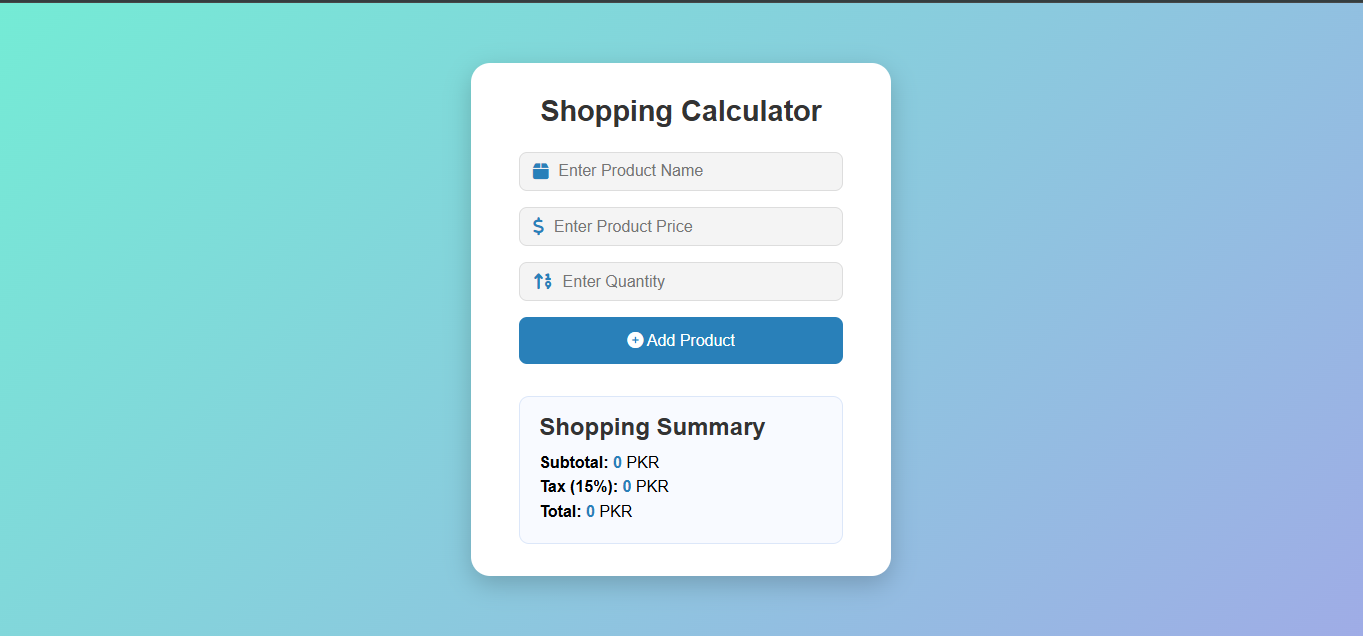 Shopping Calculator
Enter Product Name
Enter Product Price
Enter Quantity
Add Product
Shopping Summary
Subtotal: 0 PKR
Tax (15%): 0 PKR
Total: 0 PKR